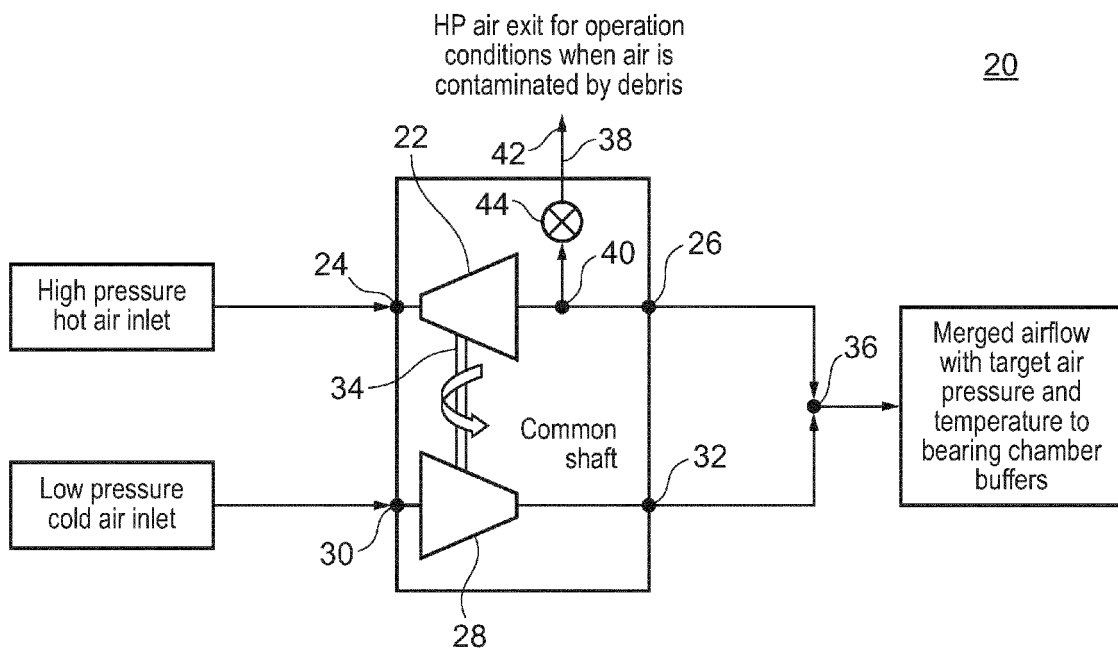 HP air exit for operation
conditions when air is
contaminated by debris
20
22
42
38
44
24
40
26
High pressure
hot air inlet
34
36
Merged airflow
with target air
pressure and
temperature to
bearing chamber
buffers
Common
shaft
32
Low pressure
cold air inlet
30
28